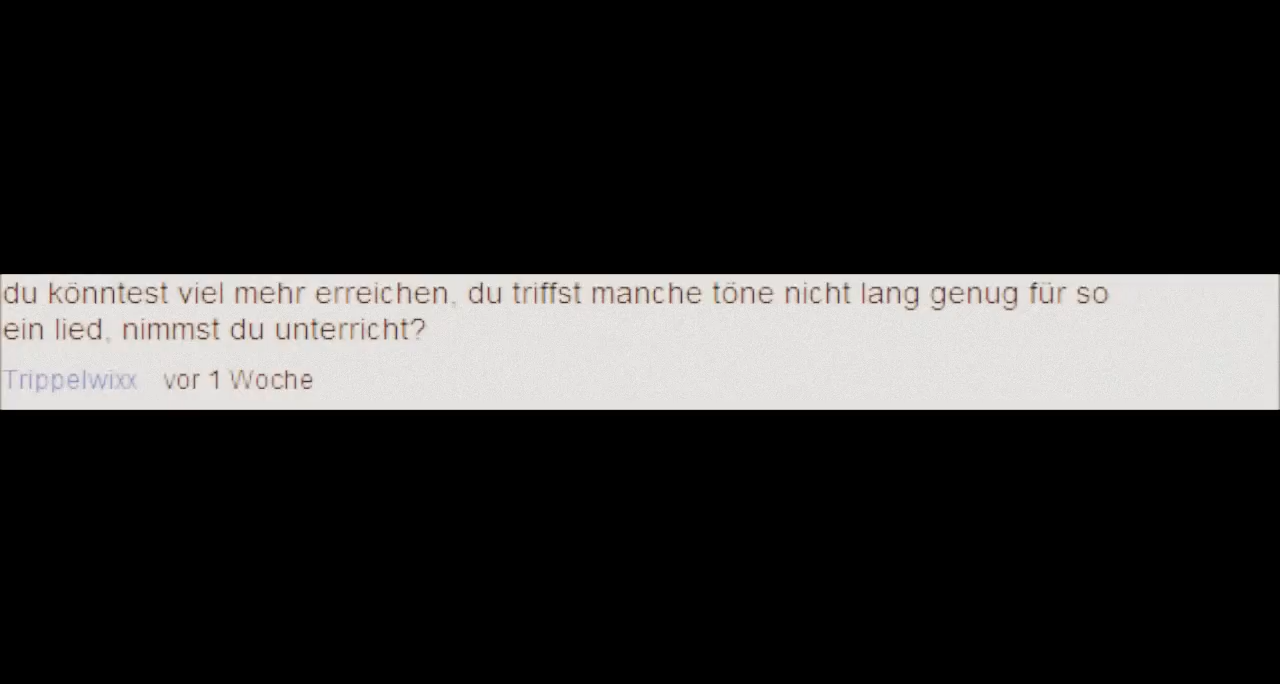 du könntest viel mehr erreichen, du triffst manche töne nicht lang genug für so
ein lied, nimmst du unterricht?
Trippelwixx vor 1 Woche